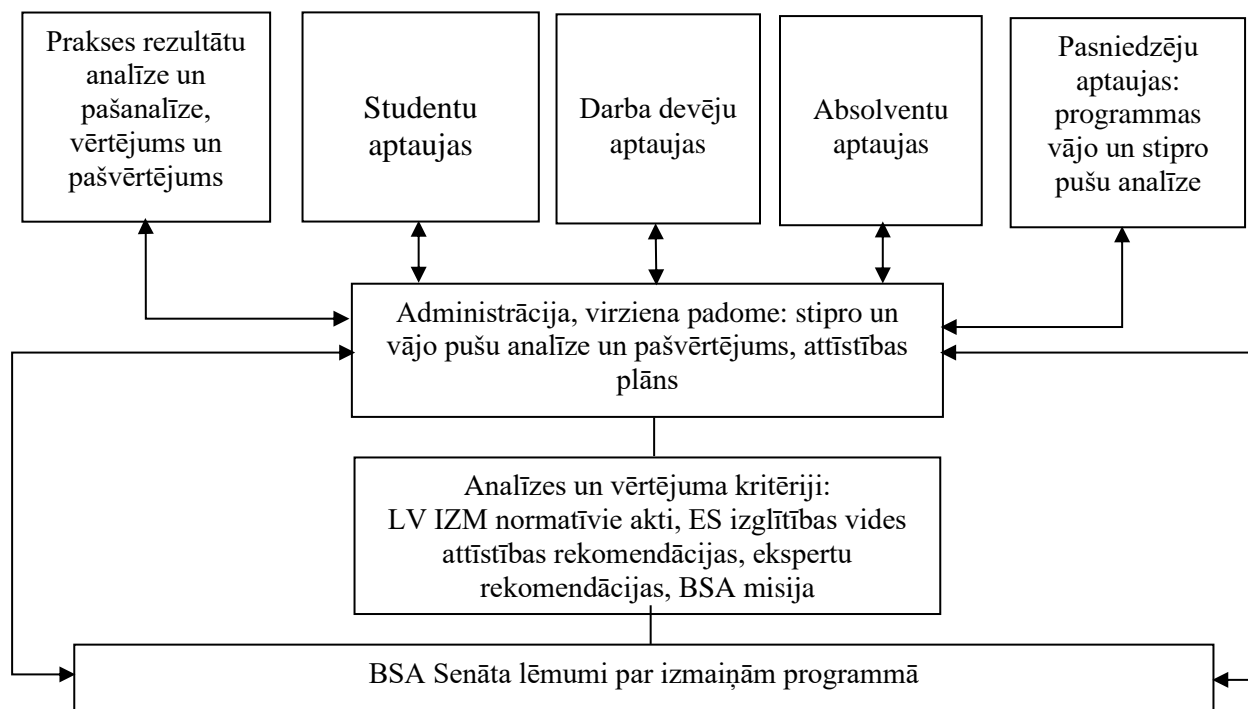 Prakses rezultātu
analīze un
pašanalīze,
vērtējums un
pašvērtējums
Studentu
aptaujas
Darba devēju
aptaujas
Absolventu
aptaujas
Pasniedzēju
aptaujas:
programmas
vājo un stipro
pušu analīze
Administrācija, virziena padome: stipro un
vājo pušu analīze un pašvērtējums, attīstības
plāns
Analīzes un vērtējuma kritēriji:
LV IZM normatīvie akti, ES izglītības vides
attīstības rekomendācijas, ekspertu
rekomendācijas, BSA misija
BSA Senāta lēmumi par izmaiņām programmā